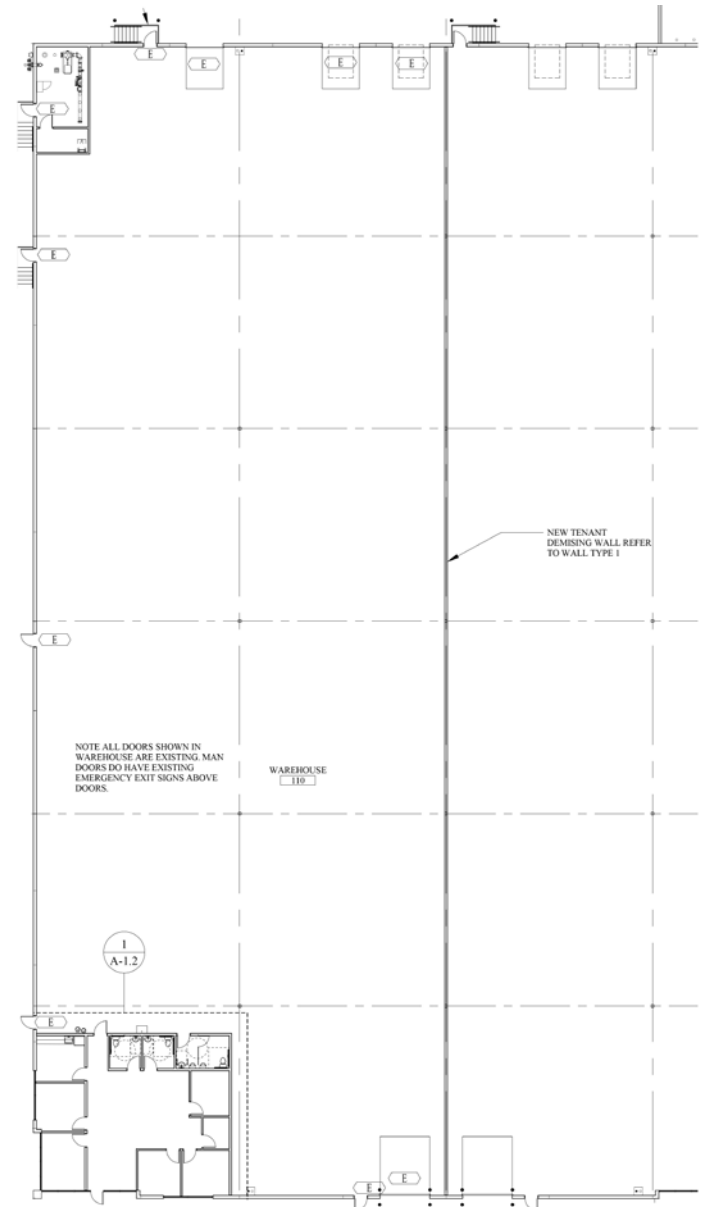 E
E
E
E
E
E
NEW TENANT
DEMISING WALL REFER
TO WALL TYPE 1
E
NOTE ALL DOORS SHOWN IN
WAREHOUSE ARE EXISTING. MAN
DOORS DO HAVE EXISTING
EMERGENCY EXIT SIGNS ABOVE
DOORS.
WAREHOUSE
110
1
A-1.2
E
E
E